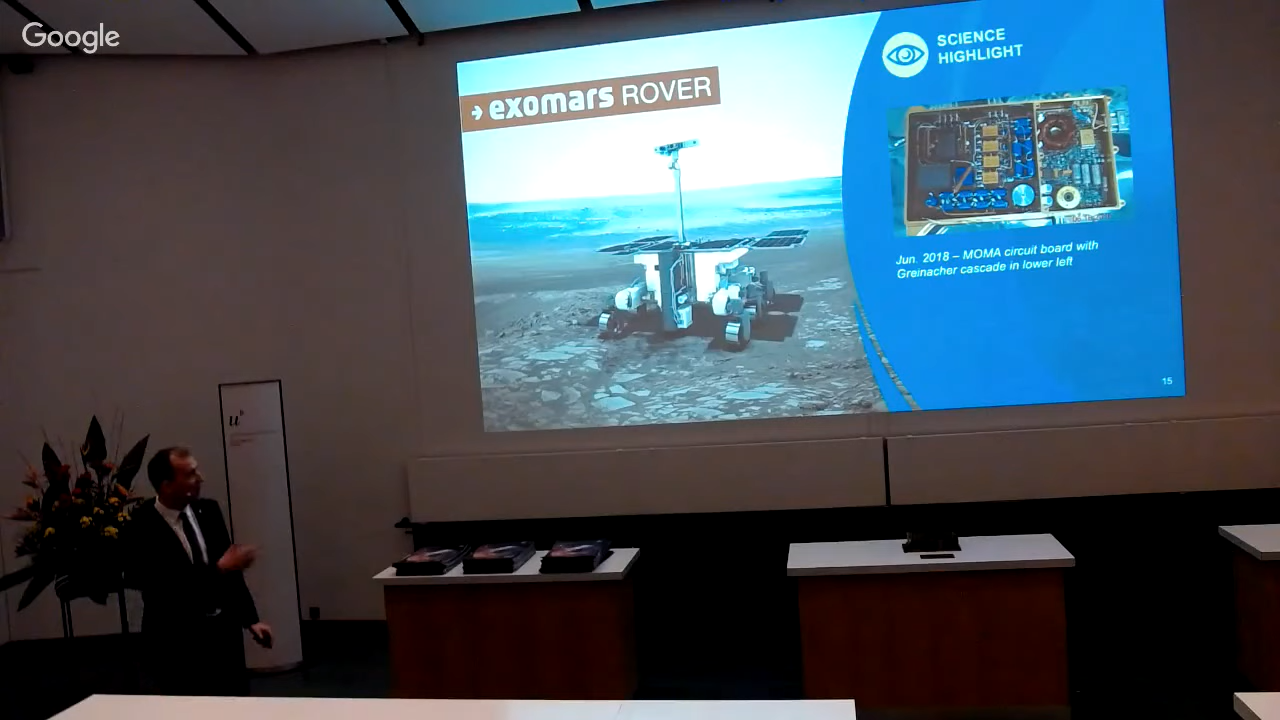 Google
→ exomars ROVER
SCIENCE
HIGHLIGHT
Jun. 2018 – MOMA circuit board with
Greinacher cascade in lower left
15
u^b